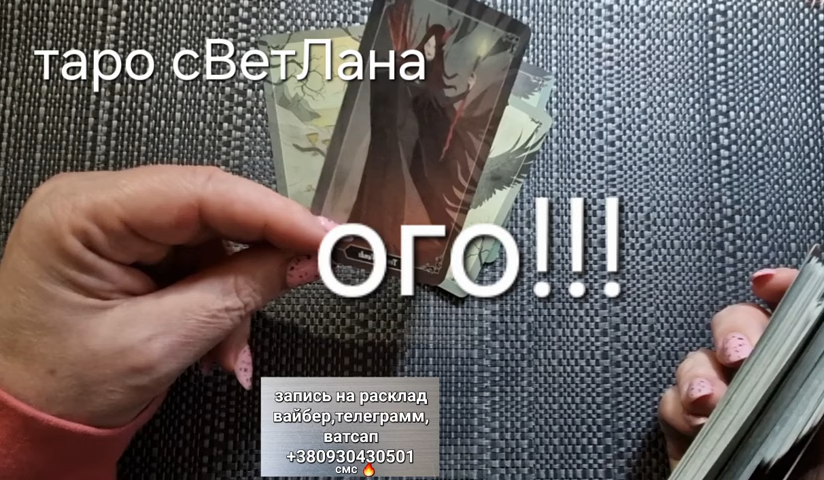 таро сВетЛана
ого!!!
запись на расклад
вайбер,телеграмм,
ватсап
+380930430501
смс 🔥